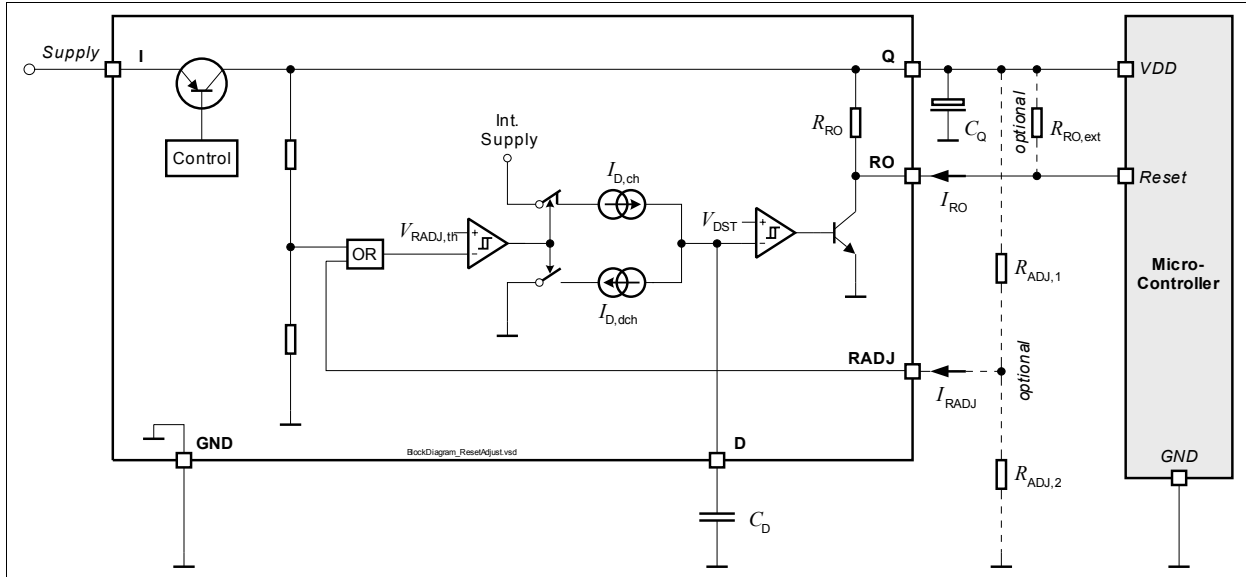 Supply
I
Q
VDD
Control
Int.
Supply
R_RO
C_Q
optional
R_RO,ext
I_D,ch
RO
Reset
I_RO
V_RADJ,th
+
-
OR
V_DST
+
-
I_D,dch
R_ADJ,1
Micro-
Controller
RADJ
I_RADJ
optional
GND
BlockDiagram_ResetAdjust.vsd
D
R_ADJ,2
GND
C_D